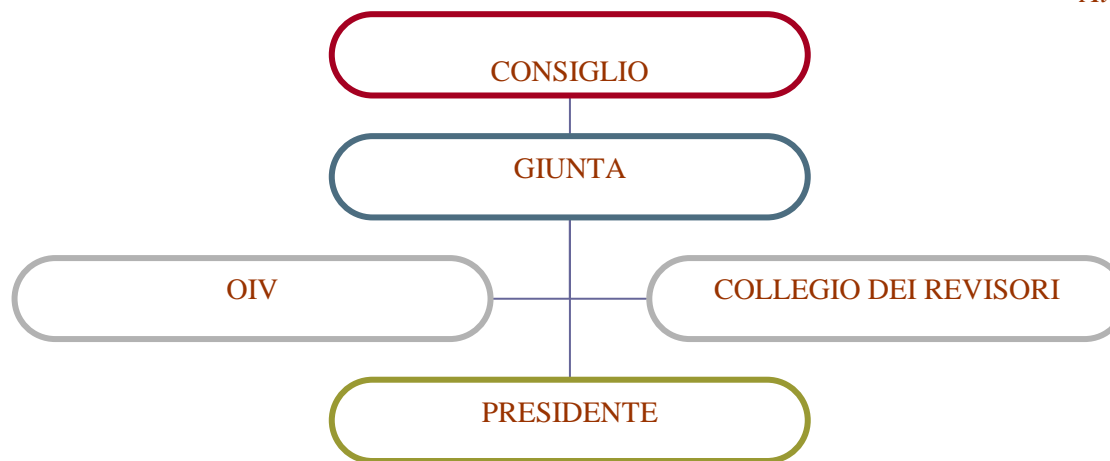 CONSIGLIO
GIUNTA
OIV
COLLEGIO DEI REVISORI
PRESIDENTE